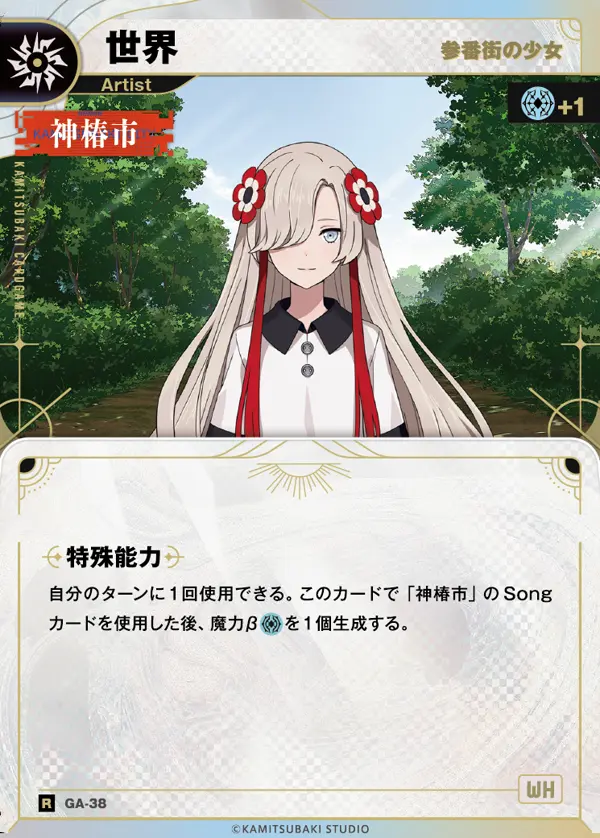 世界
参番街の少女
Artist
+1
神椿市
KAMITSUBAKI CARDGAME
特殊能力
自分のターンに1回使用できる。このカードで「神椿市」のSong
カードを使用した後、魔力βを1個生成する。
WH
R GA-38
©KAMITSUBAKI STUDIO